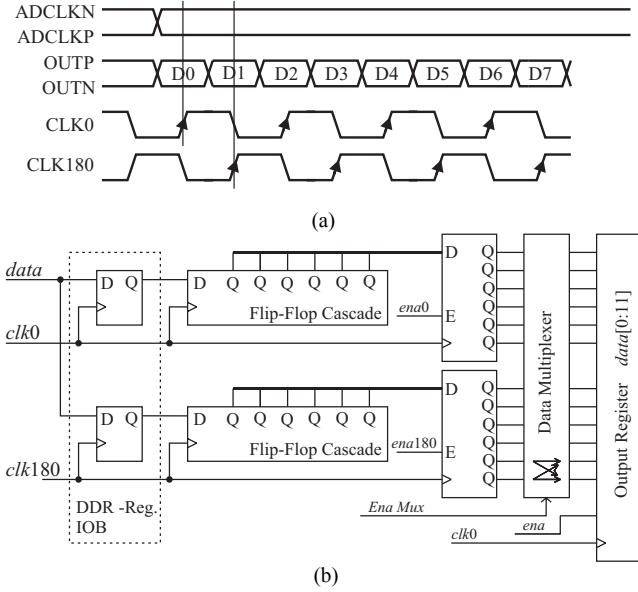 ADCLKN
ADCLKP
OUTP
OUTN
D0 D1 D2 D3 D4 D5 D6 D7
CLK0
CLK180
(a)
data
D Q
Q Q Q Q Q Q
D
Flip-Flop Cascade
D
ena0
E
Q
Q
Q
Q
Q
Q
clk0
D Q
Q Q Q Q Q Q
D
Flip-Flop Cascade
D
ena180
E
Q
Q
Q
Q
Q
Q
clk180
DDR -Reg.
IOB
Data Multiplexer
Output Register data[0:11]
Ena Mux
clk0
ena
(b)